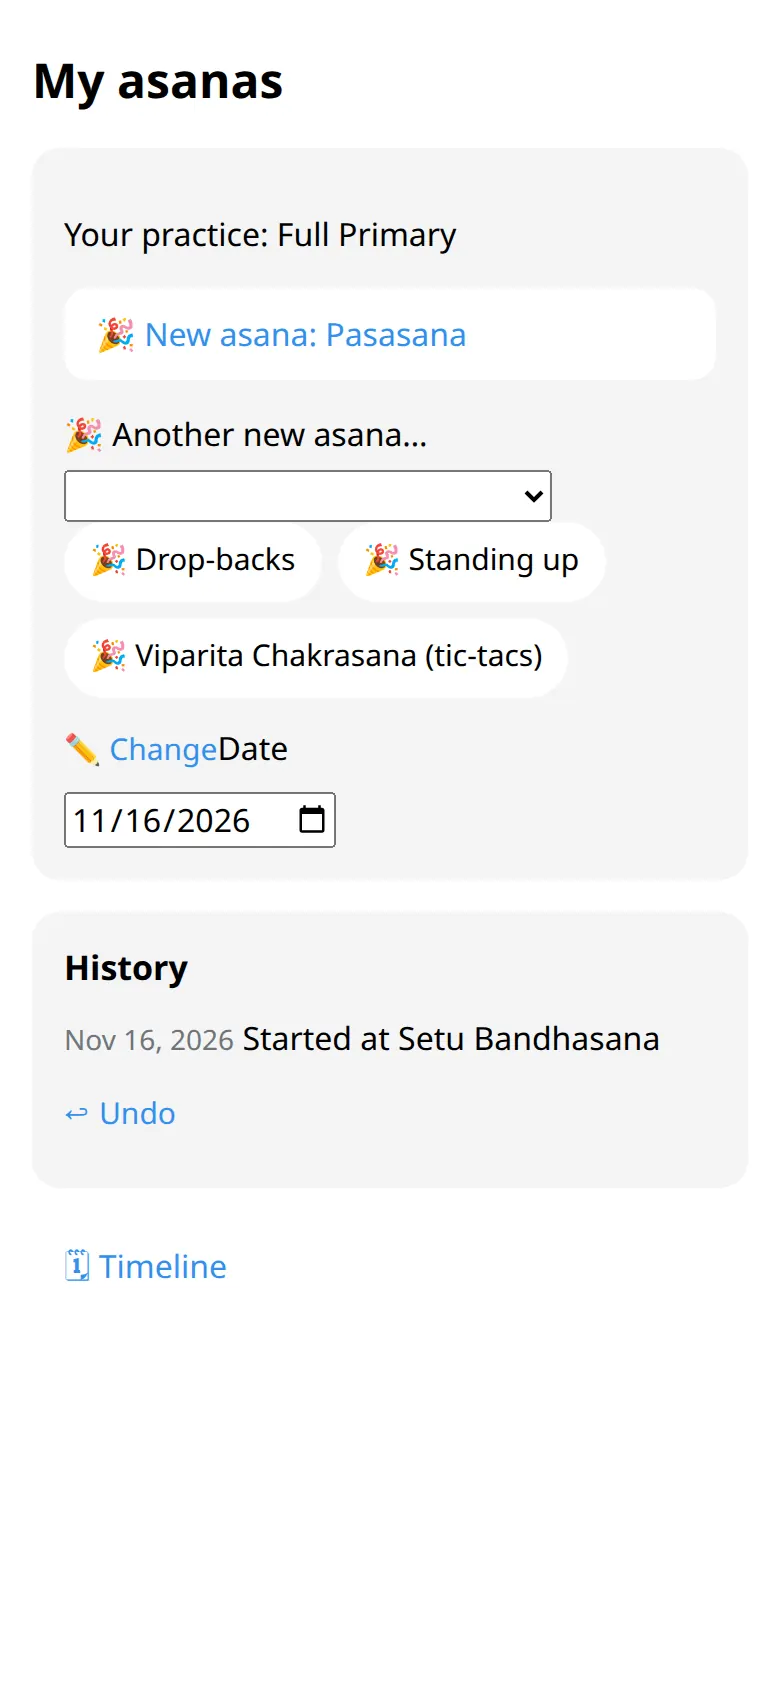 My asanas
Your practice: Full Primary
🎉 New asana: Pasasana
🎉 Another new asana...
🎉 Drop-backs 🎉 Standing up
🎉 Viparita Chakrasana (tic-tacs)
✏️ ChangeDate
11/16/2026
History
Nov 16, 2026 Started at Setu Bandhasana
↩ Undo
🗓 Timeline